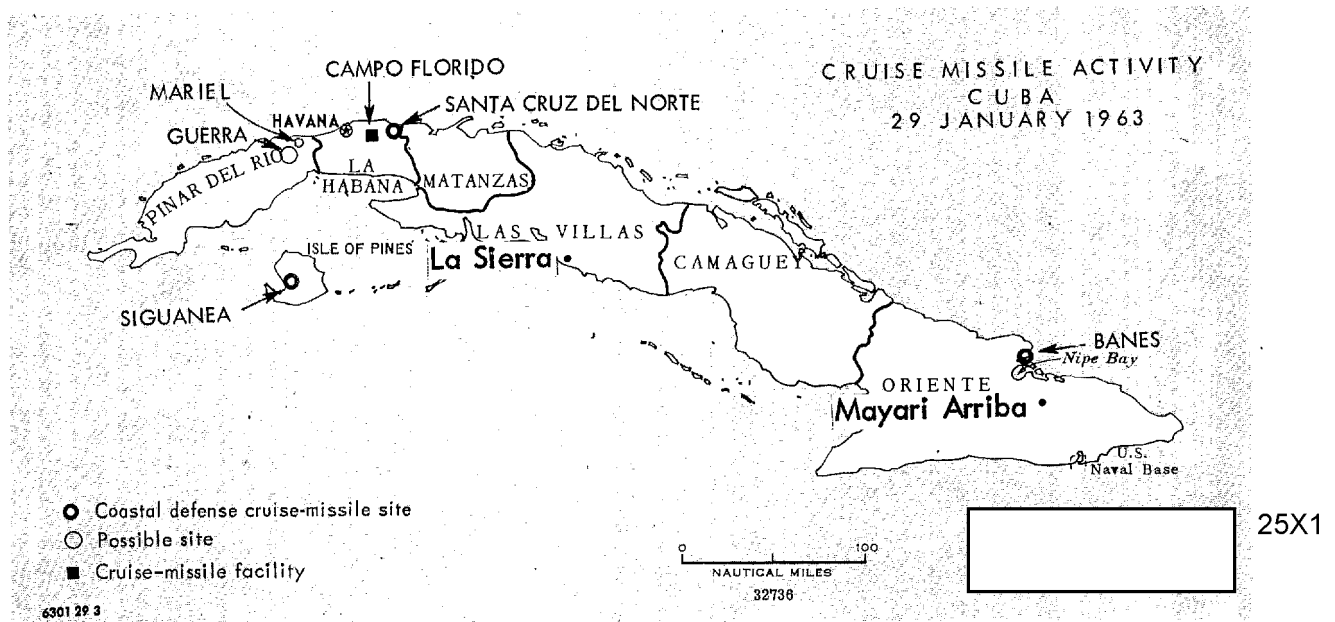 CRUISE MISSILE ACTIVITY
CUBA
29 JANUARY 1963
CAMPO FLORIDO
MARIEL
SANTA CRUZ DEL NORTE
HAVANA
GUERRA
PINAR DEL RIO
LA
HABANA
MATANZAS
LAS VILLAS
ISLE OF PINES
La Sierra
CAMAGUEY
SIGUANEA
BANES
Nipe Bay
ORIENTE
Mayari Arriba
U.S.
Naval Base
Coastal defense cruise-missile site
Possible site
Cruise-missile facility
0 100
NAUTICAL MILES
32736
25X1
6301 29 3